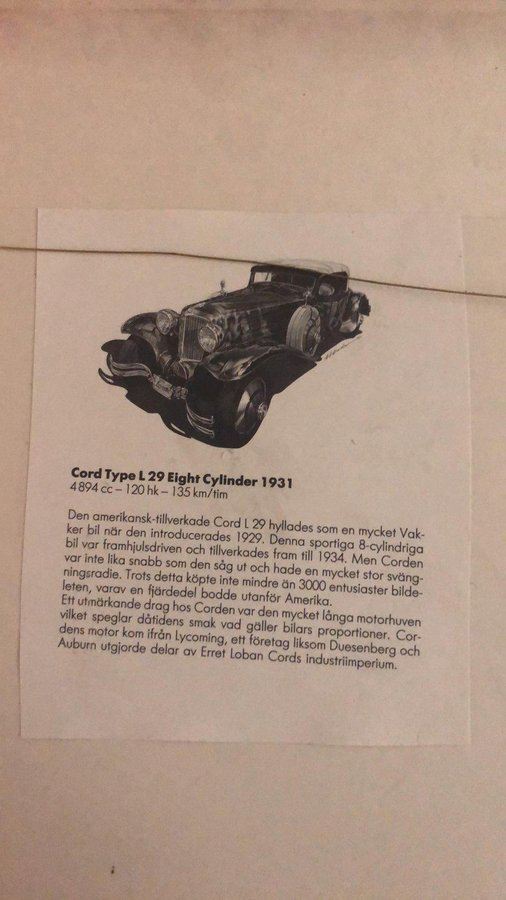 Cord Type L 29 Eight Cylinder 1931
4 894 cc – 120 hk – 135 km/tim
Den amerikansk-tillverkade Cord L 29 hyllades som en mycket Vak-
ker bil när den introducerades 1929. Denna sportiga 8-cylindriga
bil var framhjulsdriven och tillverkades fram till 1934. Men Corden
var inte lika snabb som den såg ut och hade en mycket stor sväng-
ningsradie. Trots detta köpte inte mindre än 3000 entusiaster bilde-
leten, varav en fjärdedel bodde utanför Amerika.
Ett utmärkande drag hos Corden var den mycket långa motorhuven
vilket speglar dåtidens smak vad gäller bilars proportioner. Cor-
dens motor kom ifrån Lycoming, ett företag liksom Duesenberg och
Auburn utgjorde delar av Erret Loban Cords industriimperium.